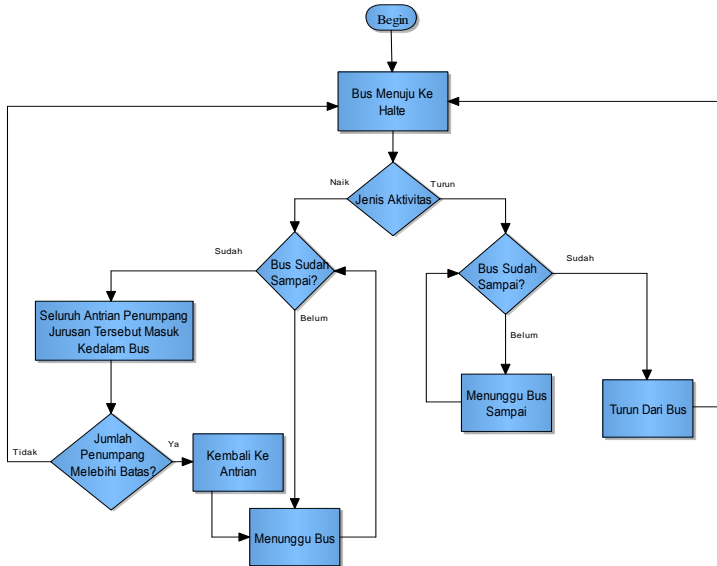 Begin
Bus Menuju Ke
Halte
Naik
Turun
Jenis Aktivitas
Sudah
Bus Sudah
Sampai?
Bus Sudah
Sampai?
Sudah
Seluruh Antrian Penumpang
Jurusan Tersebut Masuk
Kedalam Bus
Belum
Belum
Menunggu Bus
Sampai
Turun Dari Bus
Tidak
Jumlah
Penumpang
Melebihi Batas?
Ya
Kembali Ke
Antrian
Menunggu Bus